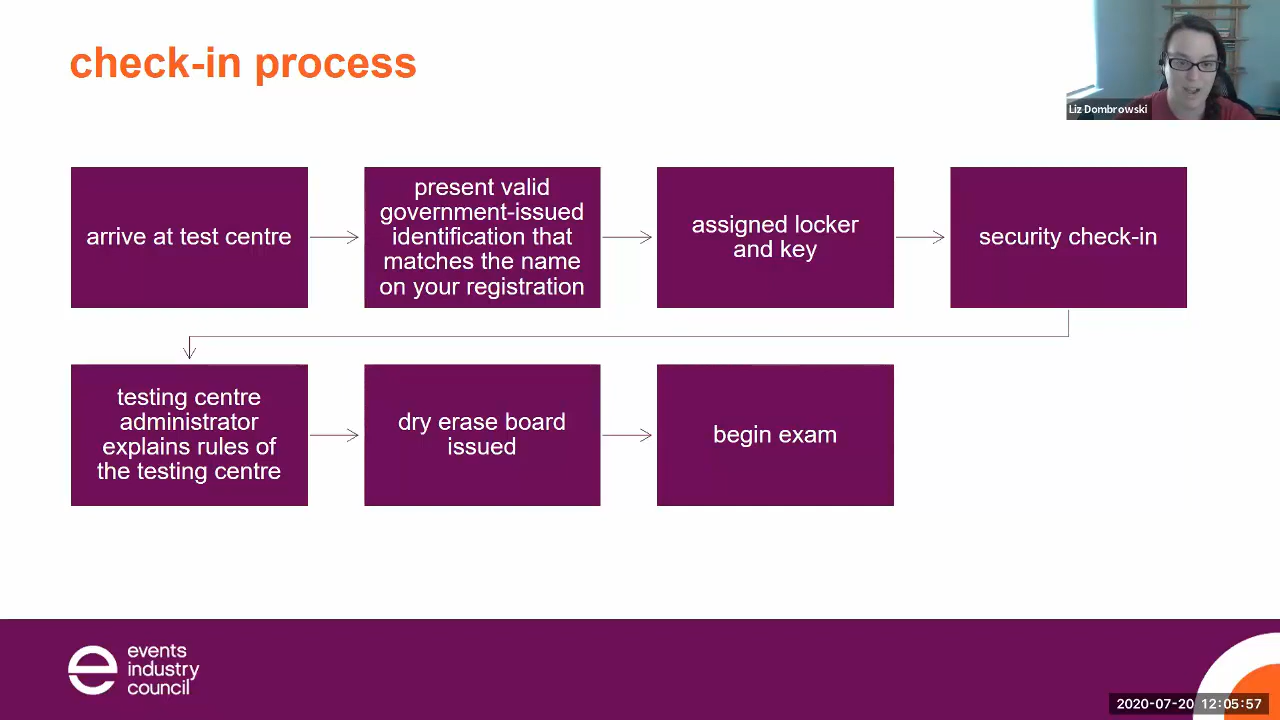 check-in process
Liz Dombrowski
arrive at test centre
present valid
government-issued
identification that
matches the name
on your registration
assigned locker
and key
security check-in
testing centre
administrator
explains rules of
the testing centre
dry erase board
issued
begin exam
events
industry
council
2020-07-20 12:05:57